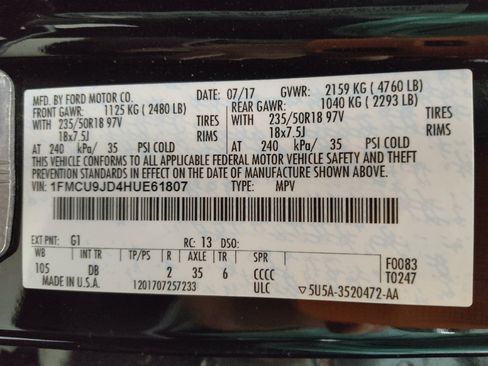 MFD. BY FORD MOTOR CO. DATE: 07/17 GVWR: 2159 KG ( 4760 LB)
FRONT GAWR: 1125 KG ( 2480 LB) REAR GAWR: 1040 KG ( 2293 LB)
WITH 235/50R18 97V TIRES WITH 235/50R18 97V TIRES
18x7.5J RIMS 18x7.5J RIMS
AT 240 kPa/ 35 PSI COLD AT 240 kPa/ 35 PSI COLD
THIS VEHICLE CONFORMS TO ALL APPLICABLE FEDERAL MOTOR VEHICLE SAFETY AND THEFT
PREVENTION STANDARDS IN EFFECT ON THE DATE OF MANUFACTURE SHOWN ABOVE.
VIN: 1FMCU9JD4HUE61807 TYPE: MPV
EXT PNT: G1 RC: 13 DSO:
WB TP/PS R AXLE TR SPR F0083
105 DB 2 35 6 CCCC T0247
MADE IN U.S.A. 1201707257233 ULC ▽5U5A-3520472-AA